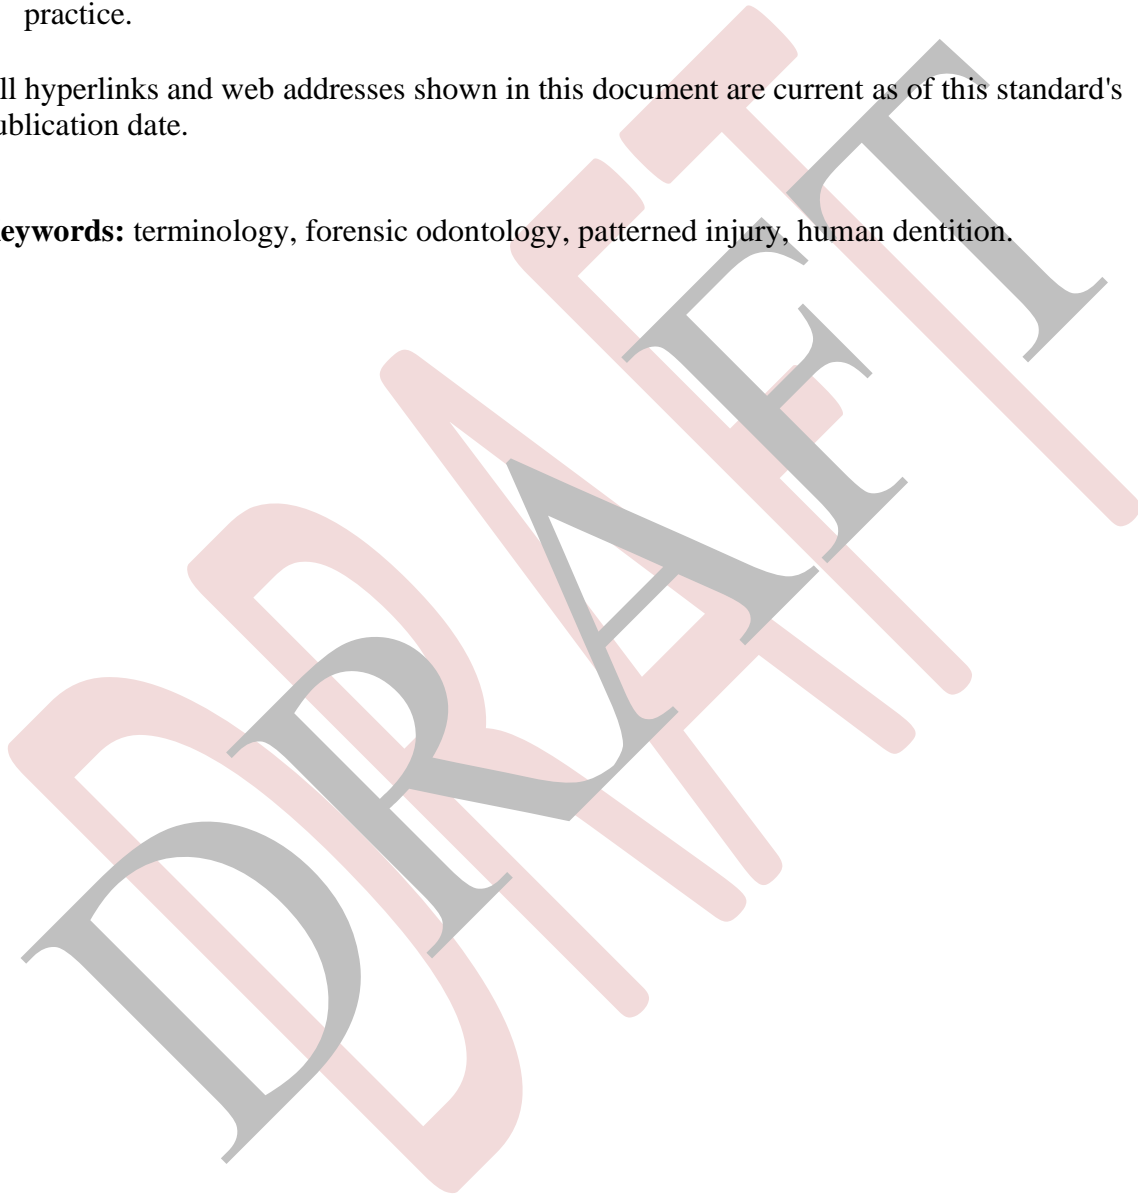 practice.
ll hyperlinks and web addresses shown in this document are current as of this standard's
ublication date.
eywords: terminology, forensic odontology, patterned injury, human dentition.
DRAFT
DRAFT